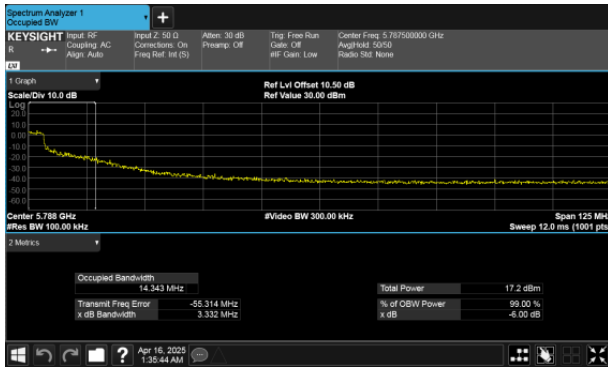 Spectrum Analyzer 1
Occupied BW
+
KEYSIGHT Input: RF Input Z: 50 Ω Atten: 30 dB Trig: Free Run Center Freq: 5.787500000 GHz
R Coupling: AC Corrections: On Preamp: Off Gate: Off Avg|Hold: 50/50
Align: Auto Freq Ref: Int (S) #IF Gain: Low Radio Std: None
LXI
1 Graph
Ref Lvl Offset 10.50 dB
Scale/Div 10.0 dB Ref Value 30.00 dBm
Log
20.0
10.0
0.00
-10.0
-20.0
-30.0
-40.0
-50.0
-60.0
Center 5.788 GHz #Video BW 300.00 kHz Span 125 MHz
#Res BW 100.00 kHz Sweep 12.0 ms (1001 pts
2 Metrics
Occupied Bandwidth
14.343 MHz Total Power 17.2 dBm
Transmit Freq Error -55.314 MHz % of OBW Power 99.00 %
x dB Bandwidth 3.332 MHz x dB -6.00 dB
? Apr 16, 2025
1:35:44 AM